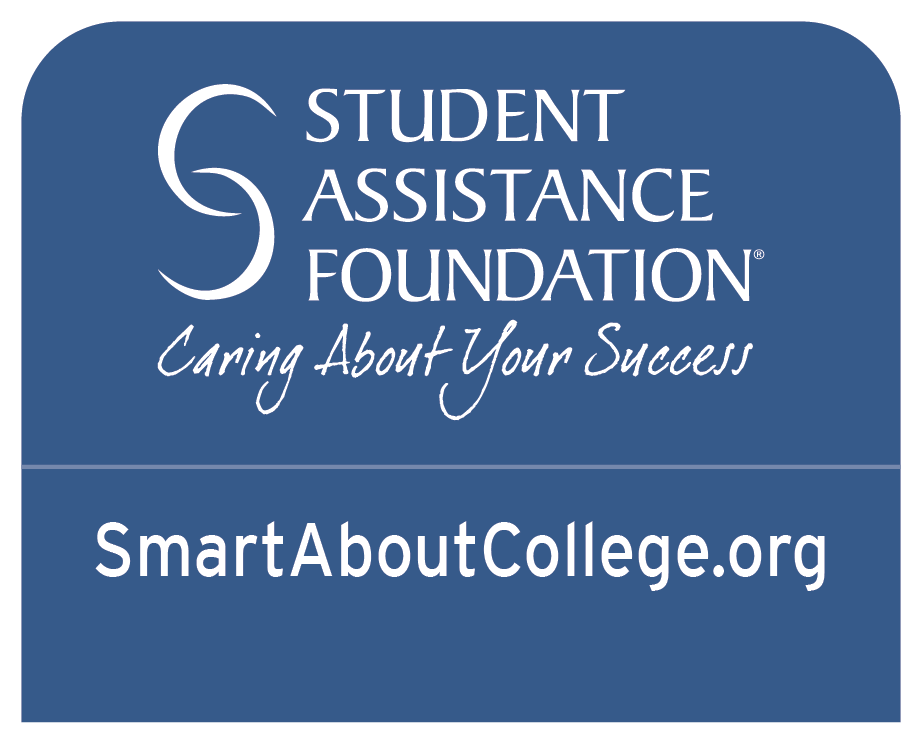 STUDENT
ASSISTANCE
FOUNDATION®
Caring About Your Success
SmartAboutCollege.org